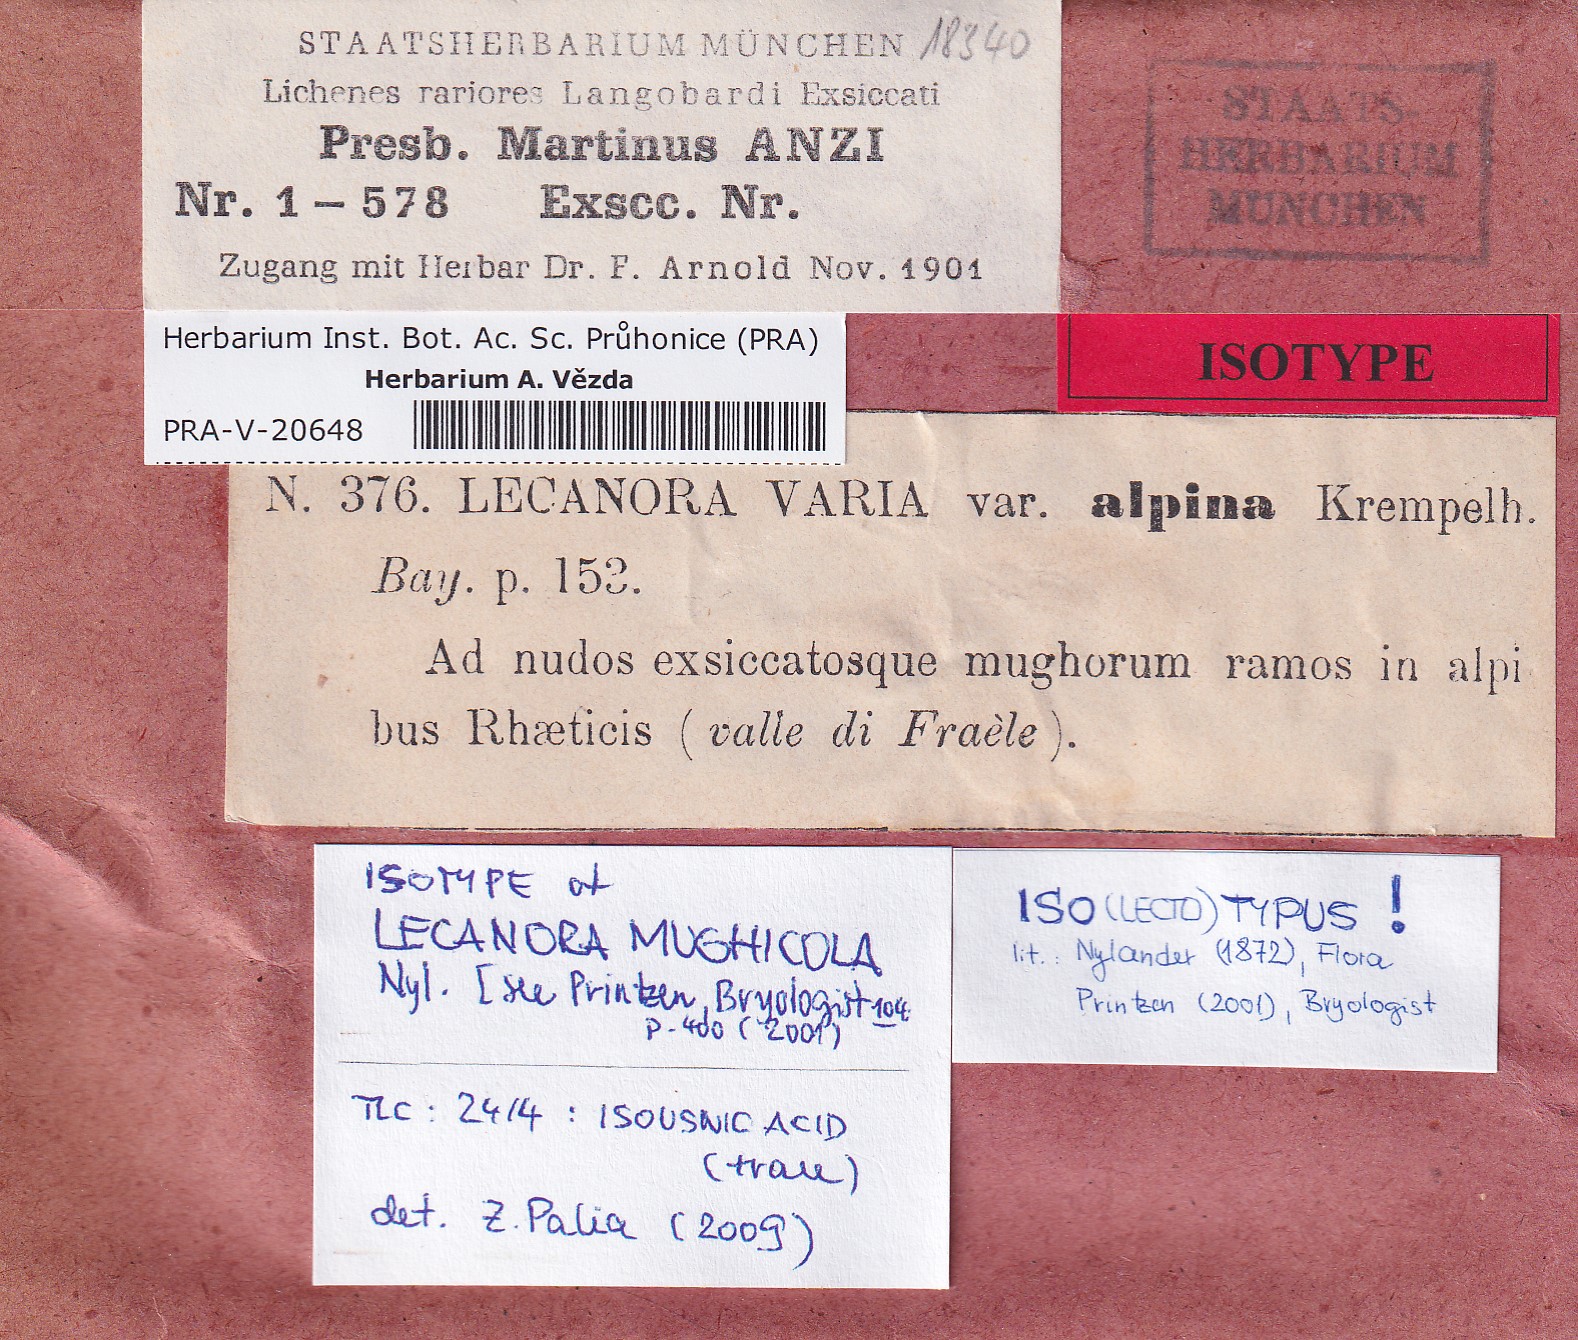 STAATSHERBARIUM MÜNCHEN 18340
Lichenes rariores Langobardi Exsiccati
Presb. Martinus ANZI
Nr. 1 – 578 Exscc. Nr.
Zugang mit Herbar Dr. F. Arnold Nov. 1901
STAATS-
HERBARIUM
MÜNCHEN
Herbarium Inst. Bot. Ac. Sc. Průhonice (PRA)
Herbarium A. Vězda
PRA-V-20648
ISOTYPE
N. 376. LECANORA VARIA var. alpina Krempelh.
Bay. p. 153.
Ad nudos exsiccatosque mughorum ramos in alpi
bus Rhæticis (valle di Fraèle).
ISOTYPE of
LECANORA MUGHICOLA
Nyl. [see Printzen, Bryologist 104
p. 400 (2001)
TLC : 2414 : ISOUSNIC ACID
(trace)
det. Z. Palice (2009)
ISO(LECTO)TYPUS !
lit.: Nylander (1872), Flora
Printzen (2001), Bryologist